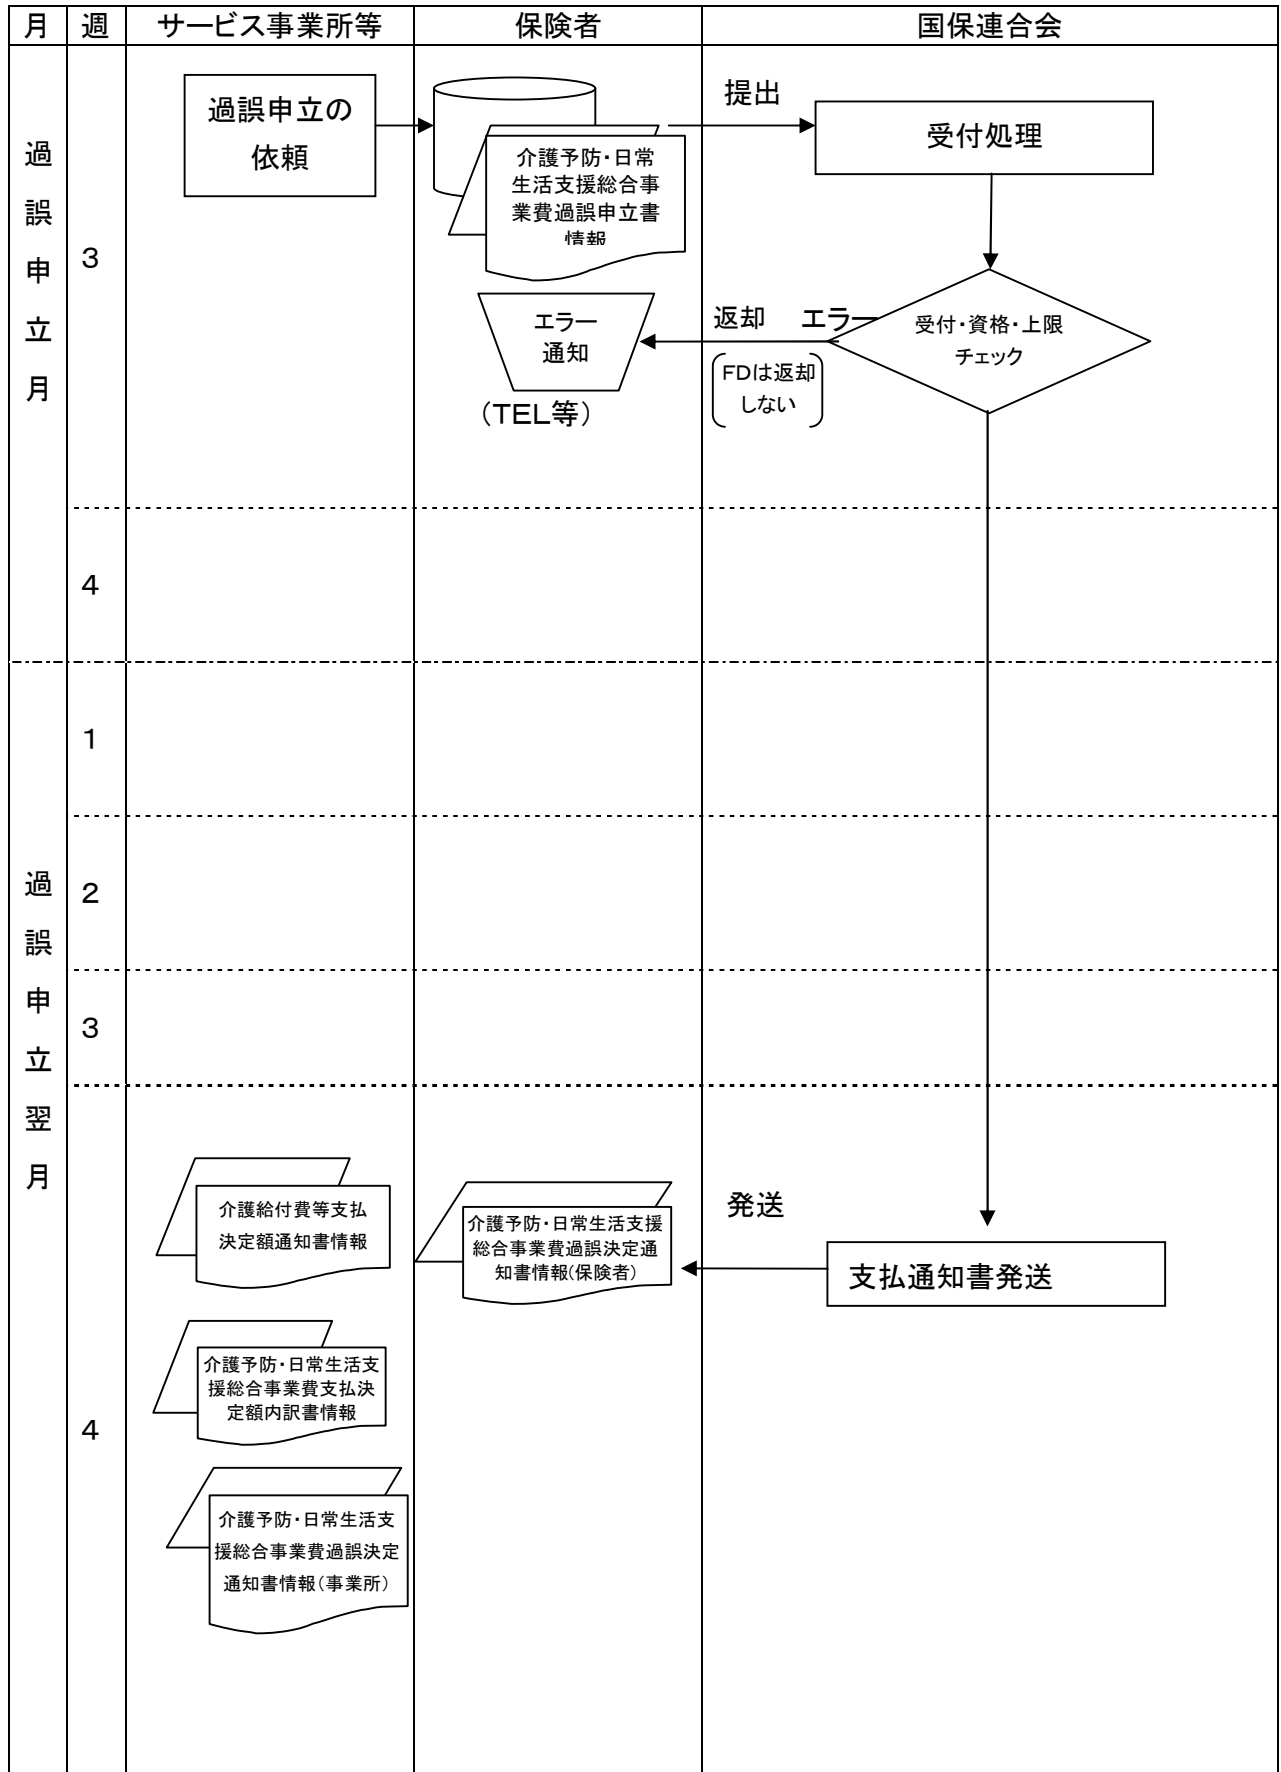 月 週 サービス事業所等 保険者 国保連合会
過誤申立月
3
過誤申立の
依頼
介護予防・日常
生活支援総合事
業費過誤申立書
情報
提出
受付処理
受付・資格・上限
チェック
エラー
返却
FDは返却
しない
エラー
通知
（TEL等）
4
過誤申立翌月
1
2
3
4
介護給付費等支払
決定額通知書情報
介護予防・日常生活支
援総合事業費支払決
定額内訳書情報
介護予防・日常生活支
援総合事業費過誤決定
通知書情報（事業所）
介護予防・日常生活支援
総合事業費過誤決定通
知書情報（保険者）
発送
支払通知書発送